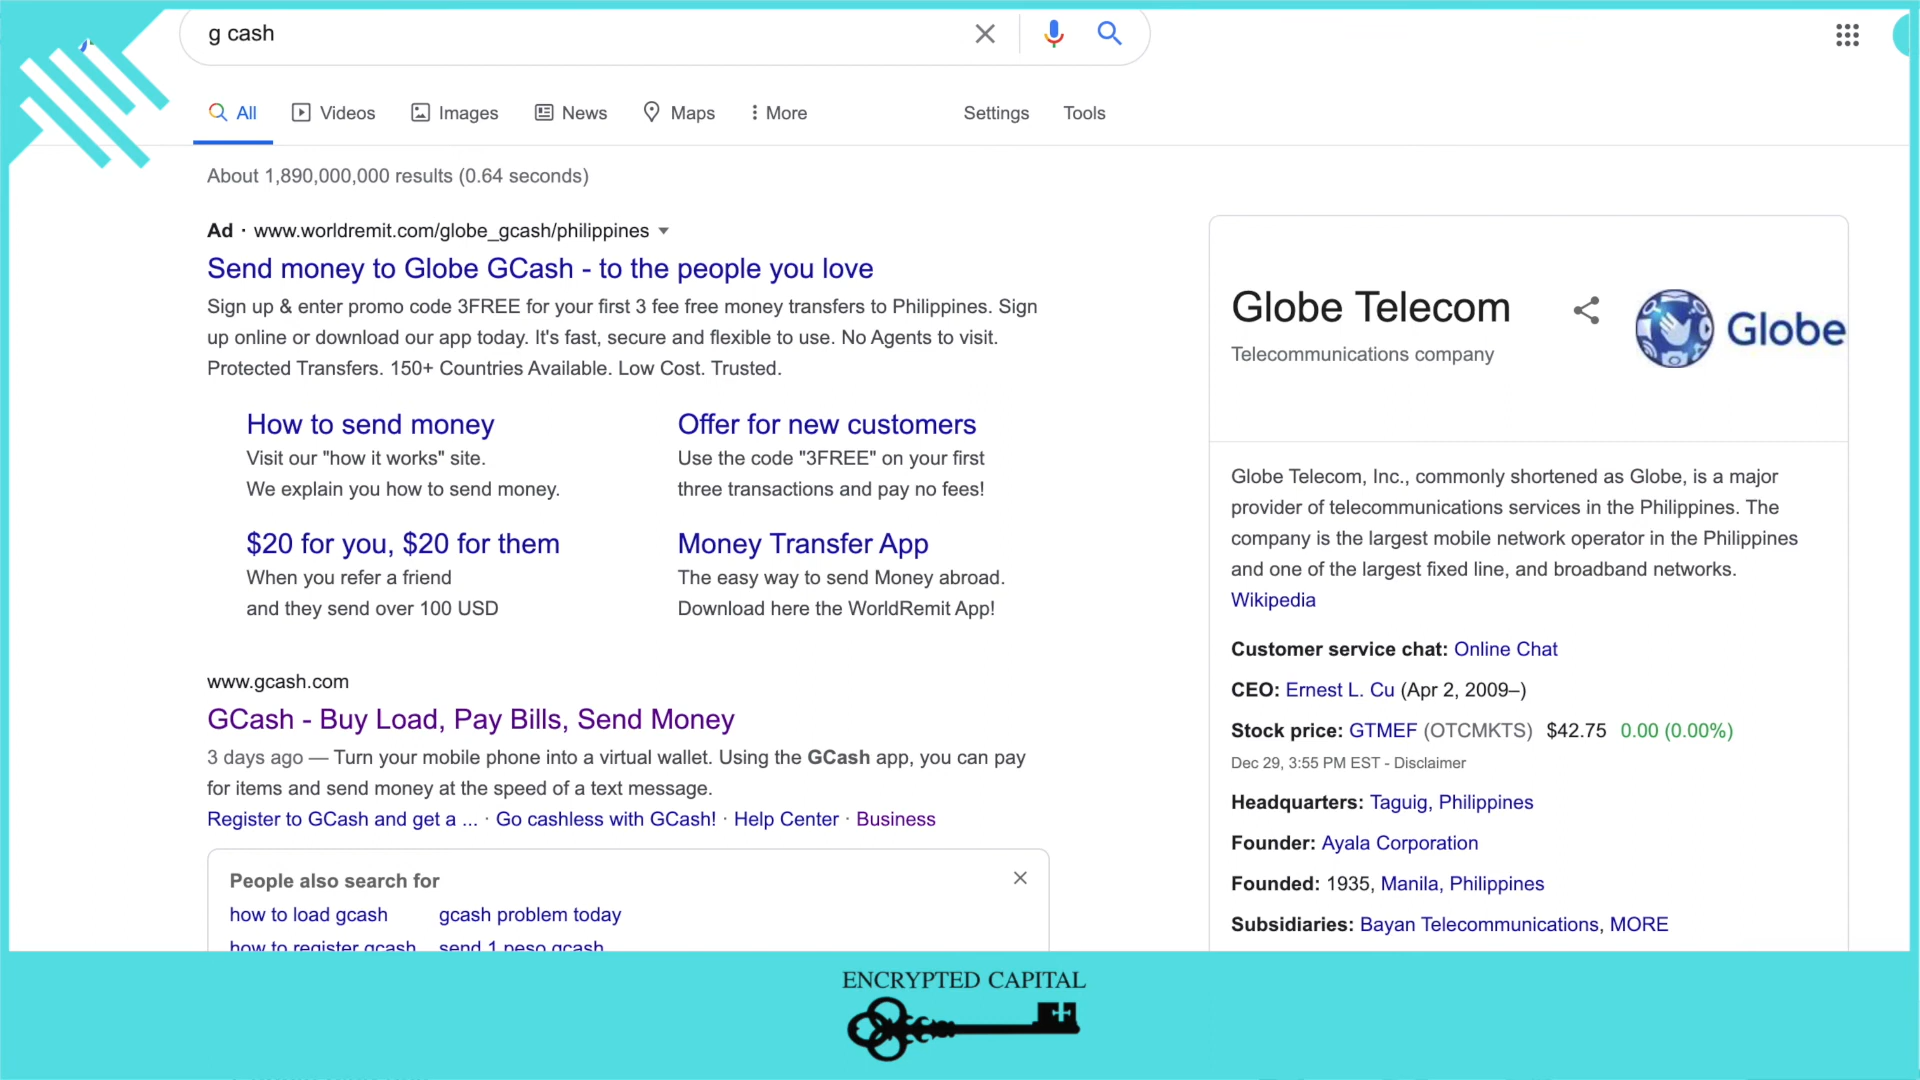 g cash
All Videos Images News Maps More Settings Tools
About 1,890,000,000 results (0.64 seconds)
Ad · www.worldremit.com/globe_gcash/philippines
Send money to Globe GCash - to the people you love
Sign up & enter promo code 3FREE for your first 3 fee free money transfers to Philippines. Sign
up online or download our app today. It's fast, secure and flexible to use. No Agents to visit.
Protected Transfers. 150+ Countries Available. Low Cost. Trusted.
How to send money
Visit our "how it works" site.
We explain you how to send money.
Offer for new customers
Use the code "3FREE" on your first
three transactions and pay no fees!
$20 for you, $20 for them
When you refer a friend
and they send over 100 USD
Money Transfer App
The easy way to send Money abroad.
Download here the WorldRemit App!
www.gcash.com
GCash - Buy Load, Pay Bills, Send Money
3 days ago — Turn your mobile phone into a virtual wallet. Using the GCash app, you can pay
for items and send money at the speed of a text message.
Register to GCash and get a ... · Go cashless with GCash! · Help Center · Business
People also search for
how to load gcash gcash problem today
how to register gcash send 1 peso gcash
Globe Telecom
Telecommunications company
Globe
Globe Telecom, Inc., commonly shortened as Globe, is a major
provider of telecommunications services in the Philippines. The
company is the largest mobile network operator in the Philippines
and one of the largest fixed line, and broadband networks.
Wikipedia
Customer service chat: Online Chat
CEO: Ernest L. Cu (Apr 2, 2009–)
Stock price: GTMEF (OTCMKTS) $42.75 0.00 (0.00%)
Dec 29, 3:55 PM EST - Disclaimer
Headquarters: Taguig, Philippines
Founder: Ayala Corporation
Founded: 1935, Manila, Philippines
Subsidiaries: Bayan Telecommunications, MORE
ENCRYPTED CAPITAL